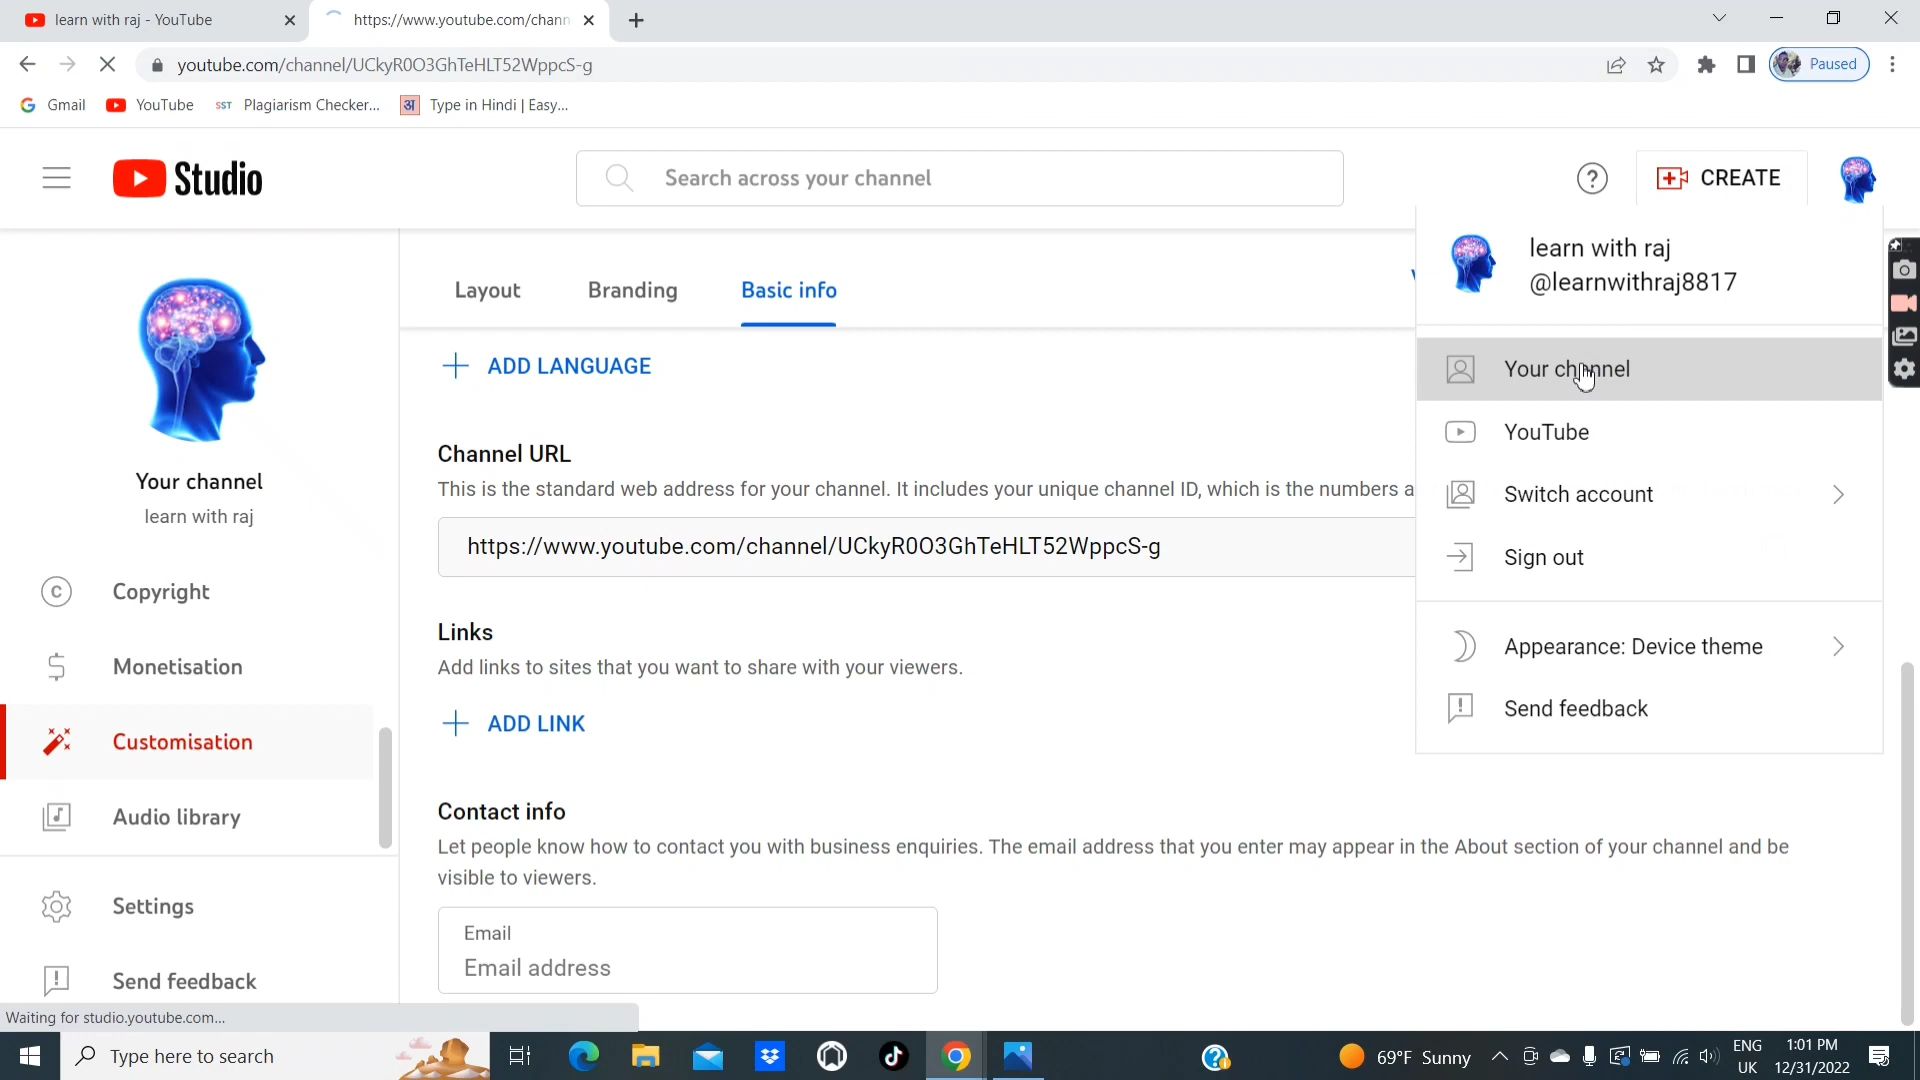 learn with raj - YouTube
https://www.youtube.com/chann
youtube.com/channel/UCkyR0O3GhTeHLT52WppcS-g
Paused
Gmail
YouTube
SST Plagiarism Checker...
अ Type in Hindi | Easy...
Studio
Search across your channel
CREATE
learn with raj
@learnwithraj8817
Your channel
YouTube
Switch account
Sign out
Appearance: Device theme
Send feedback
Your channel
learn with raj
Copyright
Monetisation
Customisation
Audio library
Settings
Send feedback
Layout
Branding
Basic info
ADD LANGUAGE
Channel URL
This is the standard web address for your channel. It includes your unique channel ID, which is the numbers a
https://www.youtube.com/channel/UCkyR0O3GhTeHLT52WppcS-g
Links
Add links to sites that you want to share with your viewers.
ADD LINK
Contact info
Let people know how to contact you with business enquiries. The email address that you enter may appear in the About section of your channel and be
visible to viewers.
Email
Email address
Waiting for studio.youtube.com...
Type here to search
69°F Sunny
ENG
UK
1:01 PM
12/31/2022